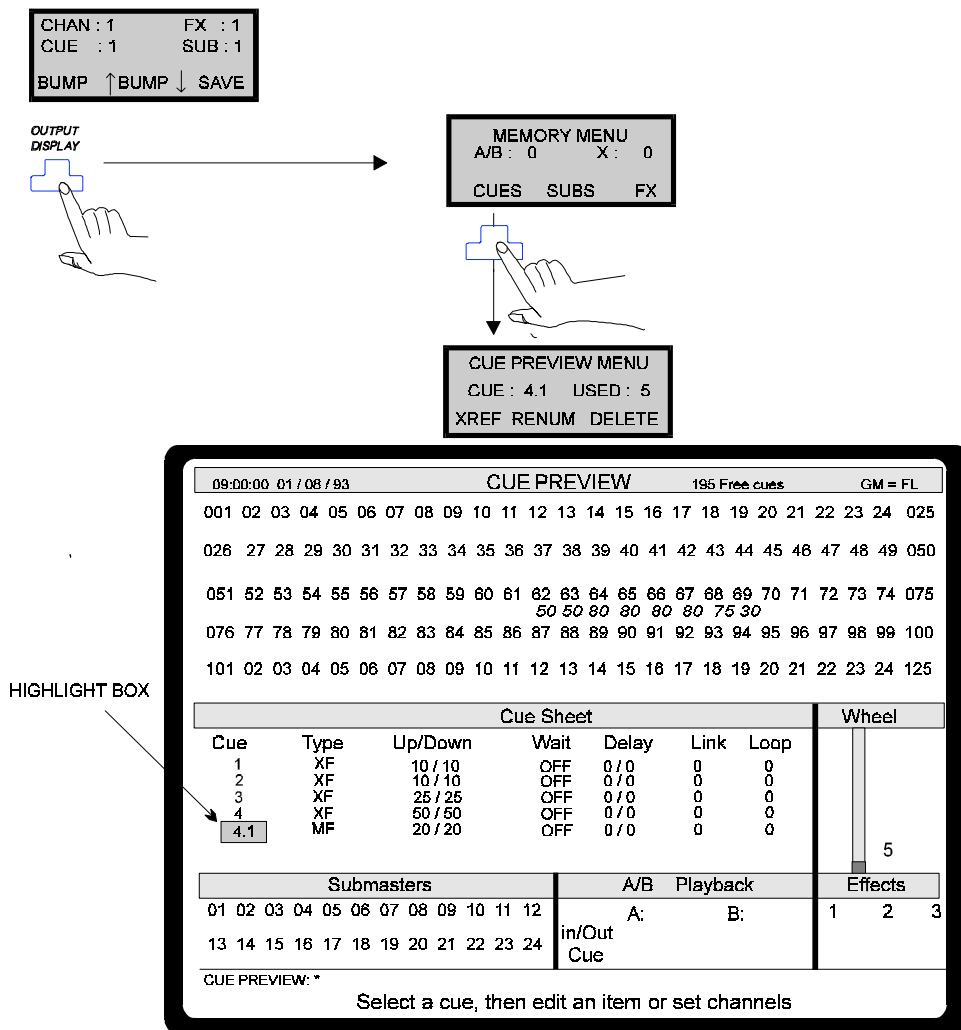 CHAN : 1 FX : 1
CUE : 1 SUB : 1
BUMP ↑ BUMP ↓ SAVE
OUTPUT
DISPLAY
MEMORY MENU
A/B : 0 X : 0
CUES SUBS FX
CUE PREVIEW MENU
CUE : 4.1 USED : 5
XREF RENUM DELETE
09:00:00 01 / 08 / 93 CUE PREVIEW 195 Free cues GM = FL
001 02 03 04 05 06 07 08 09 10 11 12 13 14 15 16 17 18 19 20 21 22 23 24 025
026 27 28 29 30 31 32 33 34 35 36 37 38 39 40 41 42 43 44 45 46 47 48 49 050
051 52 53 54 55 56 57 58 59 60 61 62 63 64 65 66 67 68 69 70 71 72 73 74 075
50 50 80 80 80 80 75 30
076 77 78 79 80 81 82 83 84 85 86 87 88 89 90 91 92 93 94 95 96 97 98 99 100
101 02 03 04 05 06 07 08 09 10 11 12 13 14 15 16 17 18 19 20 21 22 23 24 125
HIGHLIGHT BOX
Cue Sheet Wheel
Cue Type Up/Down Wait Delay Link Loop
1 XF 10 / 10 OFF 0 / 0 0 0
2 XF 10 / 10 OFF 0 / 0 0 0
3 XF 25 / 25 OFF 0 / 0 0 0
4 XF 50 / 50 OFF 0 / 0 0 0
4.1 MF 20 / 20 OFF 0 / 0 0 0
5
Submasters A/B Playback Effects
01 02 03 04 05 06 07 08 09 10 11 12 A: B: 1 2 3
in/Out
13 14 15 16 17 18 19 20 21 22 23 24 Cue
CUE PREVIEW: *
Select a cue, then edit an item or set channels